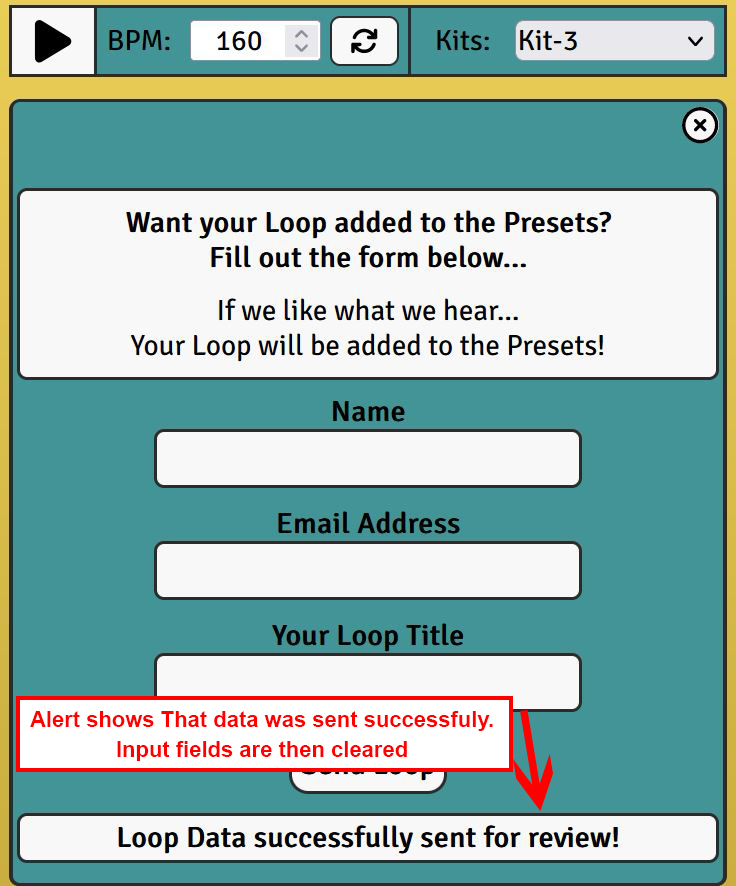 BPM: 160 Kits: Kit-3
Want your Loop added to the Presets?
Fill out the form below...
If we like what we hear...
Your Loop will be added to the Presets!
Name
Email Address
Your Loop Title
Alert shows That data was sent successfuly.
Input fields are then cleared
Send Loop
Loop Data successfully sent for review!